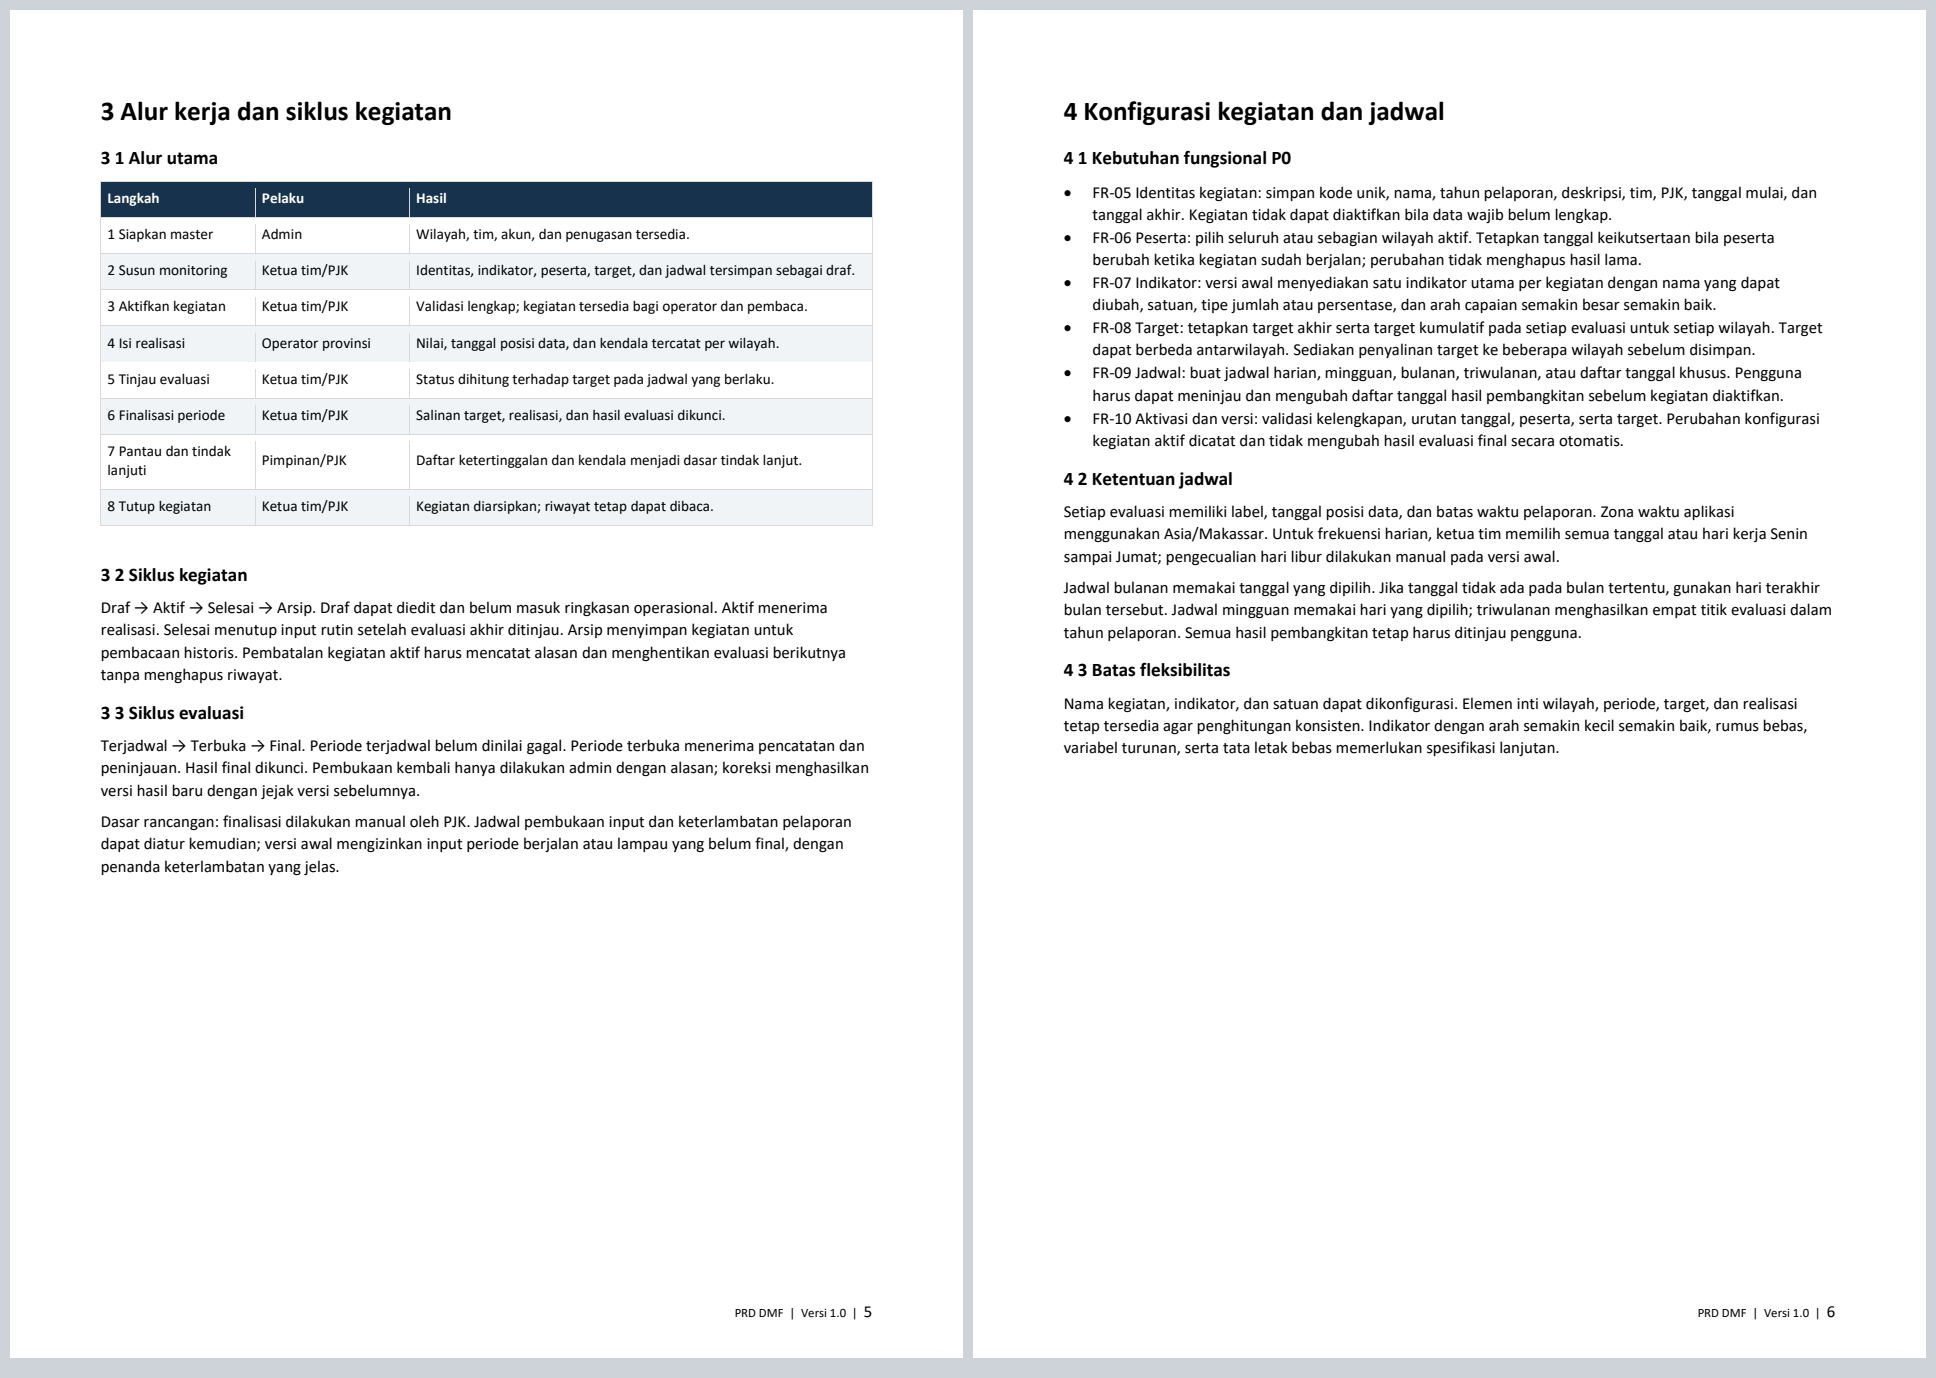 3 Alur kerja dan siklus kegiatan
3 1 Alur utama
Langkah Pelaku Hasil
1 Siapkan master Admin Wilayah, tim, akun, dan penugasan tersedia.
2 Susun monitoring Ketua tim/PJK Identitas, indikator, peserta, target, dan jadwal tersimpan sebagai draf.
3 Aktifkan kegiatan Ketua tim/PJK Validasi lengkap; kegiatan tersedia bagi operator dan pembaca.
4 Isi realisasi Operator provinsi Nilai, tanggal posisi data, dan kendala tercatat per wilayah.
5 Tinjau evaluasi Ketua tim/PJK Status dihitung terhadap target pada jadwal yang berlaku.
6 Finalisasi periode Ketua tim/PJK Salinan target, realisasi, dan hasil evaluasi dikunci.
7 Pantau dan tindak
lanjuti Pimpinan/PJK Daftar ketertinggalan dan kendala menjadi dasar tindak lanjut.
8 Tutup kegiatan Ketua tim/PJK Kegiatan diarsipkan; riwayat tetap dapat dibaca.
3 2 Siklus kegiatan
Draf → Aktif → Selesai → Arsip. Draf dapat diedit dan belum masuk ringkasan operasional. Aktif menerima
realisasi. Selesai menutup input rutin setelah evaluasi akhir ditinjau. Arsip menyimpan kegiatan untuk
pembacaan historis. Pembatalan kegiatan aktif harus mencatat alasan dan menghentikan evaluasi berikutnya
tanpa menghapus riwayat.
3 3 Siklus evaluasi
Terjadwal → Terbuka → Final. Periode terjadwal belum dinilai gagal. Periode terbuka menerima pencatatan dan
peninjauan. Hasil final dikunci. Pembukaan kembali hanya dilakukan admin dengan alasan; koreksi menghasilkan
versi hasil baru dengan jejak versi sebelumnya.
Dasar rancangan: finalisasi dilakukan manual oleh PJK. Jadwal pembukaan input dan keterlambatan pelaporan
dapat diatur kemudian; versi awal mengizinkan input periode berjalan atau lampau yang belum final, dengan
penanda keterlambatan yang jelas.
PRD DMF | Versi 1.0 | 5
4 Konfigurasi kegiatan dan jadwal
4 1 Kebutuhan fungsional P0
• FR-05 Identitas kegiatan: simpan kode unik, nama, tahun pelaporan, deskripsi, tim, PJK, tanggal mulai, dan
tanggal akhir. Kegiatan tidak dapat diaktifkan bila data wajib belum lengkap.
• FR-06 Peserta: pilih seluruh atau sebagian wilayah aktif. Tetapkan tanggal keikutsertaan bila peserta
berubah ketika kegiatan sudah berjalan; perubahan tidak menghapus hasil lama.
• FR-07 Indikator: versi awal menyediakan satu indikator utama per kegiatan dengan nama yang dapat
diubah, satuan, tipe jumlah atau persentase, dan arah capaian semakin besar semakin baik.
• FR-08 Target: tetapkan target akhir serta target kumulatif pada setiap evaluasi untuk setiap wilayah. Target
dapat berbeda antarwilayah. Sediakan penyalinan target ke beberapa wilayah sebelum disimpan.
• FR-09 Jadwal: buat jadwal harian, mingguan, bulanan, triwulanan, atau daftar tanggal khusus. Pengguna
harus dapat meninjau dan mengubah daftar tanggal hasil pembangkitan sebelum kegiatan diaktifkan.
• FR-10 Aktivasi dan versi: validasi kelengkapan, urutan tanggal, peserta, serta target. Perubahan konfigurasi
kegiatan aktif dicatat dan tidak mengubah hasil evaluasi final secara otomatis.
4 2 Ketentuan jadwal
Setiap evaluasi memiliki label, tanggal posisi data, dan batas waktu pelaporan. Zona waktu aplikasi
menggunakan Asia/Makassar. Untuk frekuensi harian, ketua tim memilih semua tanggal atau hari kerja Senin
sampai Jumat; pengecualian hari libur dilakukan manual pada versi awal.
Jadwal bulanan memakai tanggal yang dipilih. Jika tanggal tidak ada pada bulan tertentu, gunakan hari terakhir
bulan tersebut. Jadwal mingguan memakai hari yang dipilih; triwulanan menghasilkan empat titik evaluasi dalam
tahun pelaporan. Semua hasil pembangkitan tetap harus ditinjau pengguna.
4 3 Batas fleksibilitas
Nama kegiatan, indikator, dan satuan dapat dikonfigurasi. Elemen inti wilayah, periode, target, dan realisasi
tetap tersedia agar penghitungan konsisten. Indikator dengan arah semakin kecil semakin baik, rumus bebas,
variabel turunan, serta tata letak bebas memerlukan spesifikasi lanjutan.
PRD DMF | Versi 1.0 | 6